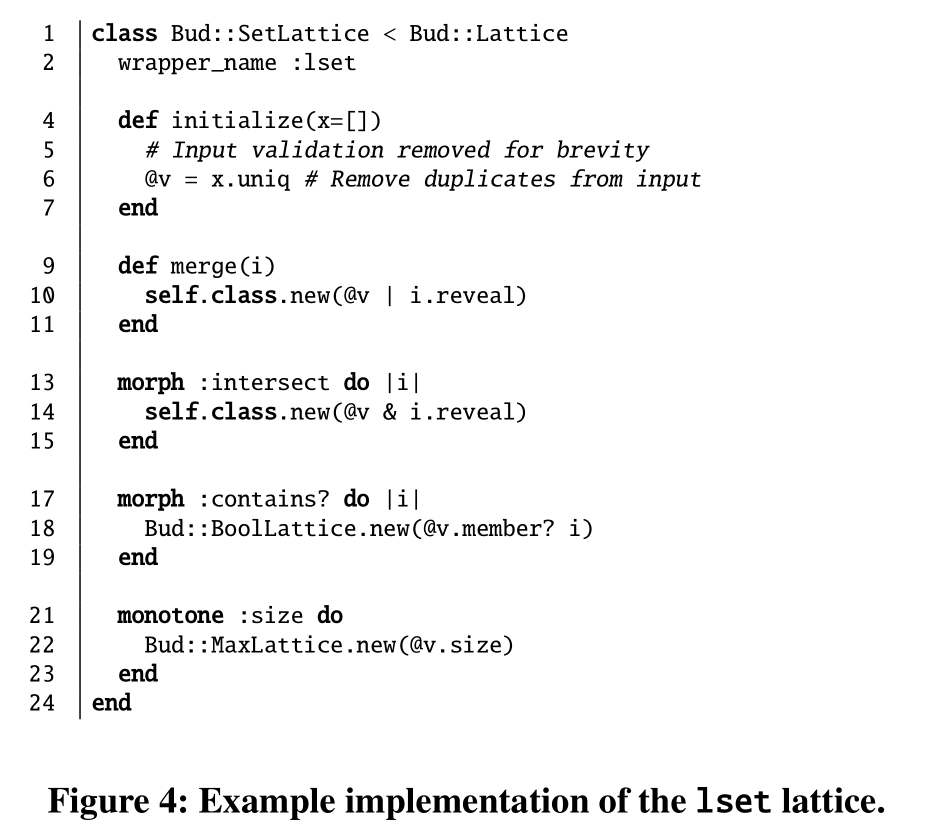 1 class Bud::SetLattice < Bud::Lattice
2 wrapper_name :lset
4 def initialize(x=[])
5 # Input validation removed for brevity
6 @v = x.uniq # Remove duplicates from input
7 end
9 def merge(i)
10 self.class.new(@v | i.reveal)
11 end
13 morph :intersect do |i|
14 self.class.new(@v & i.reveal)
15 end
17 morph :contains? do |i|
18 Bud::BoolLattice.new(@v.member? i)
19 end
21 monotone :size do
22 Bud::MaxLattice.new(@v.size)
23 end
24 end
Figure 4: Example implementation of the lset lattice.